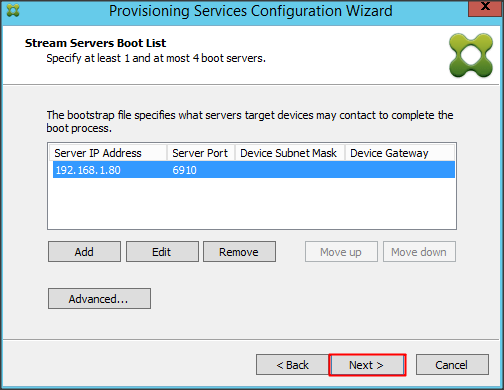 Provisioning Services Configuration Wizard
X
Stream Servers Boot List
Specify at least 1 and at most 4 boot servers.
The bootstrap file specifies what servers target devices may contact to complete the
boot process.
Server IP Address Server Port Device Subnet Mask Device Gateway
192.168.1.80 6910
Add Edit Remove Move up Move down
Advanced...
< Back Next > Cancel